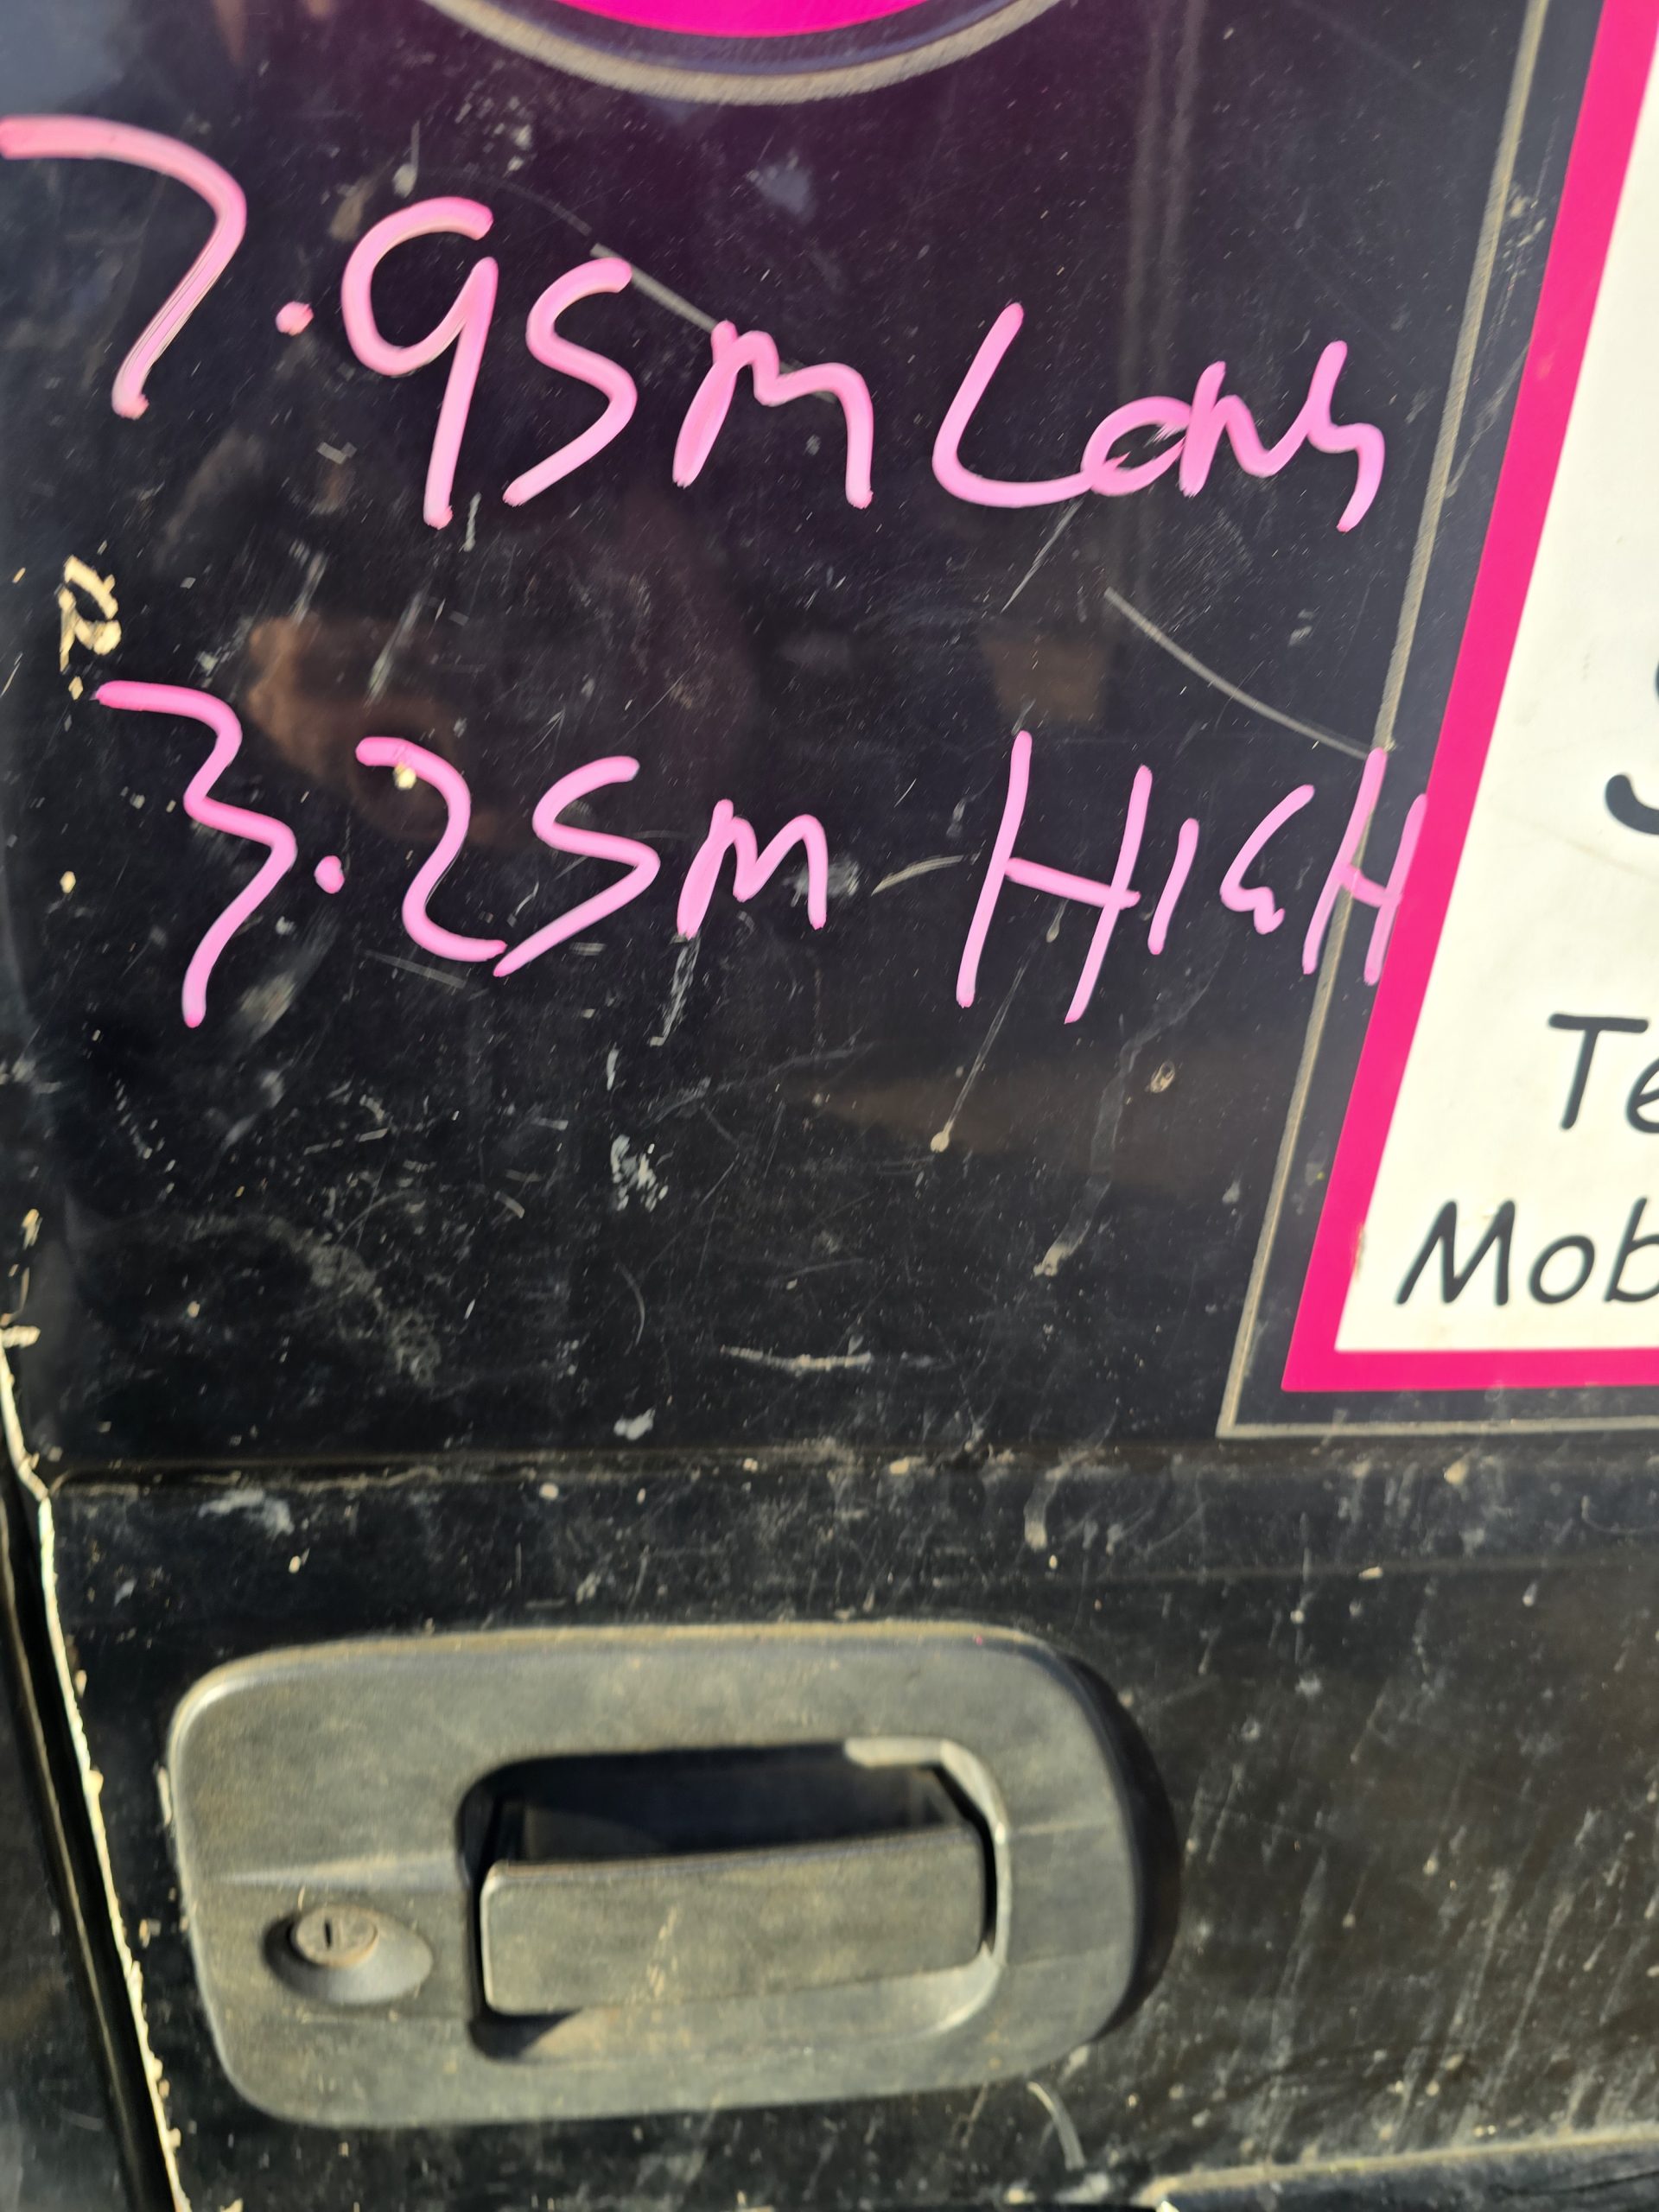 7.95m Long
3.25m HIGH
Te
Mob